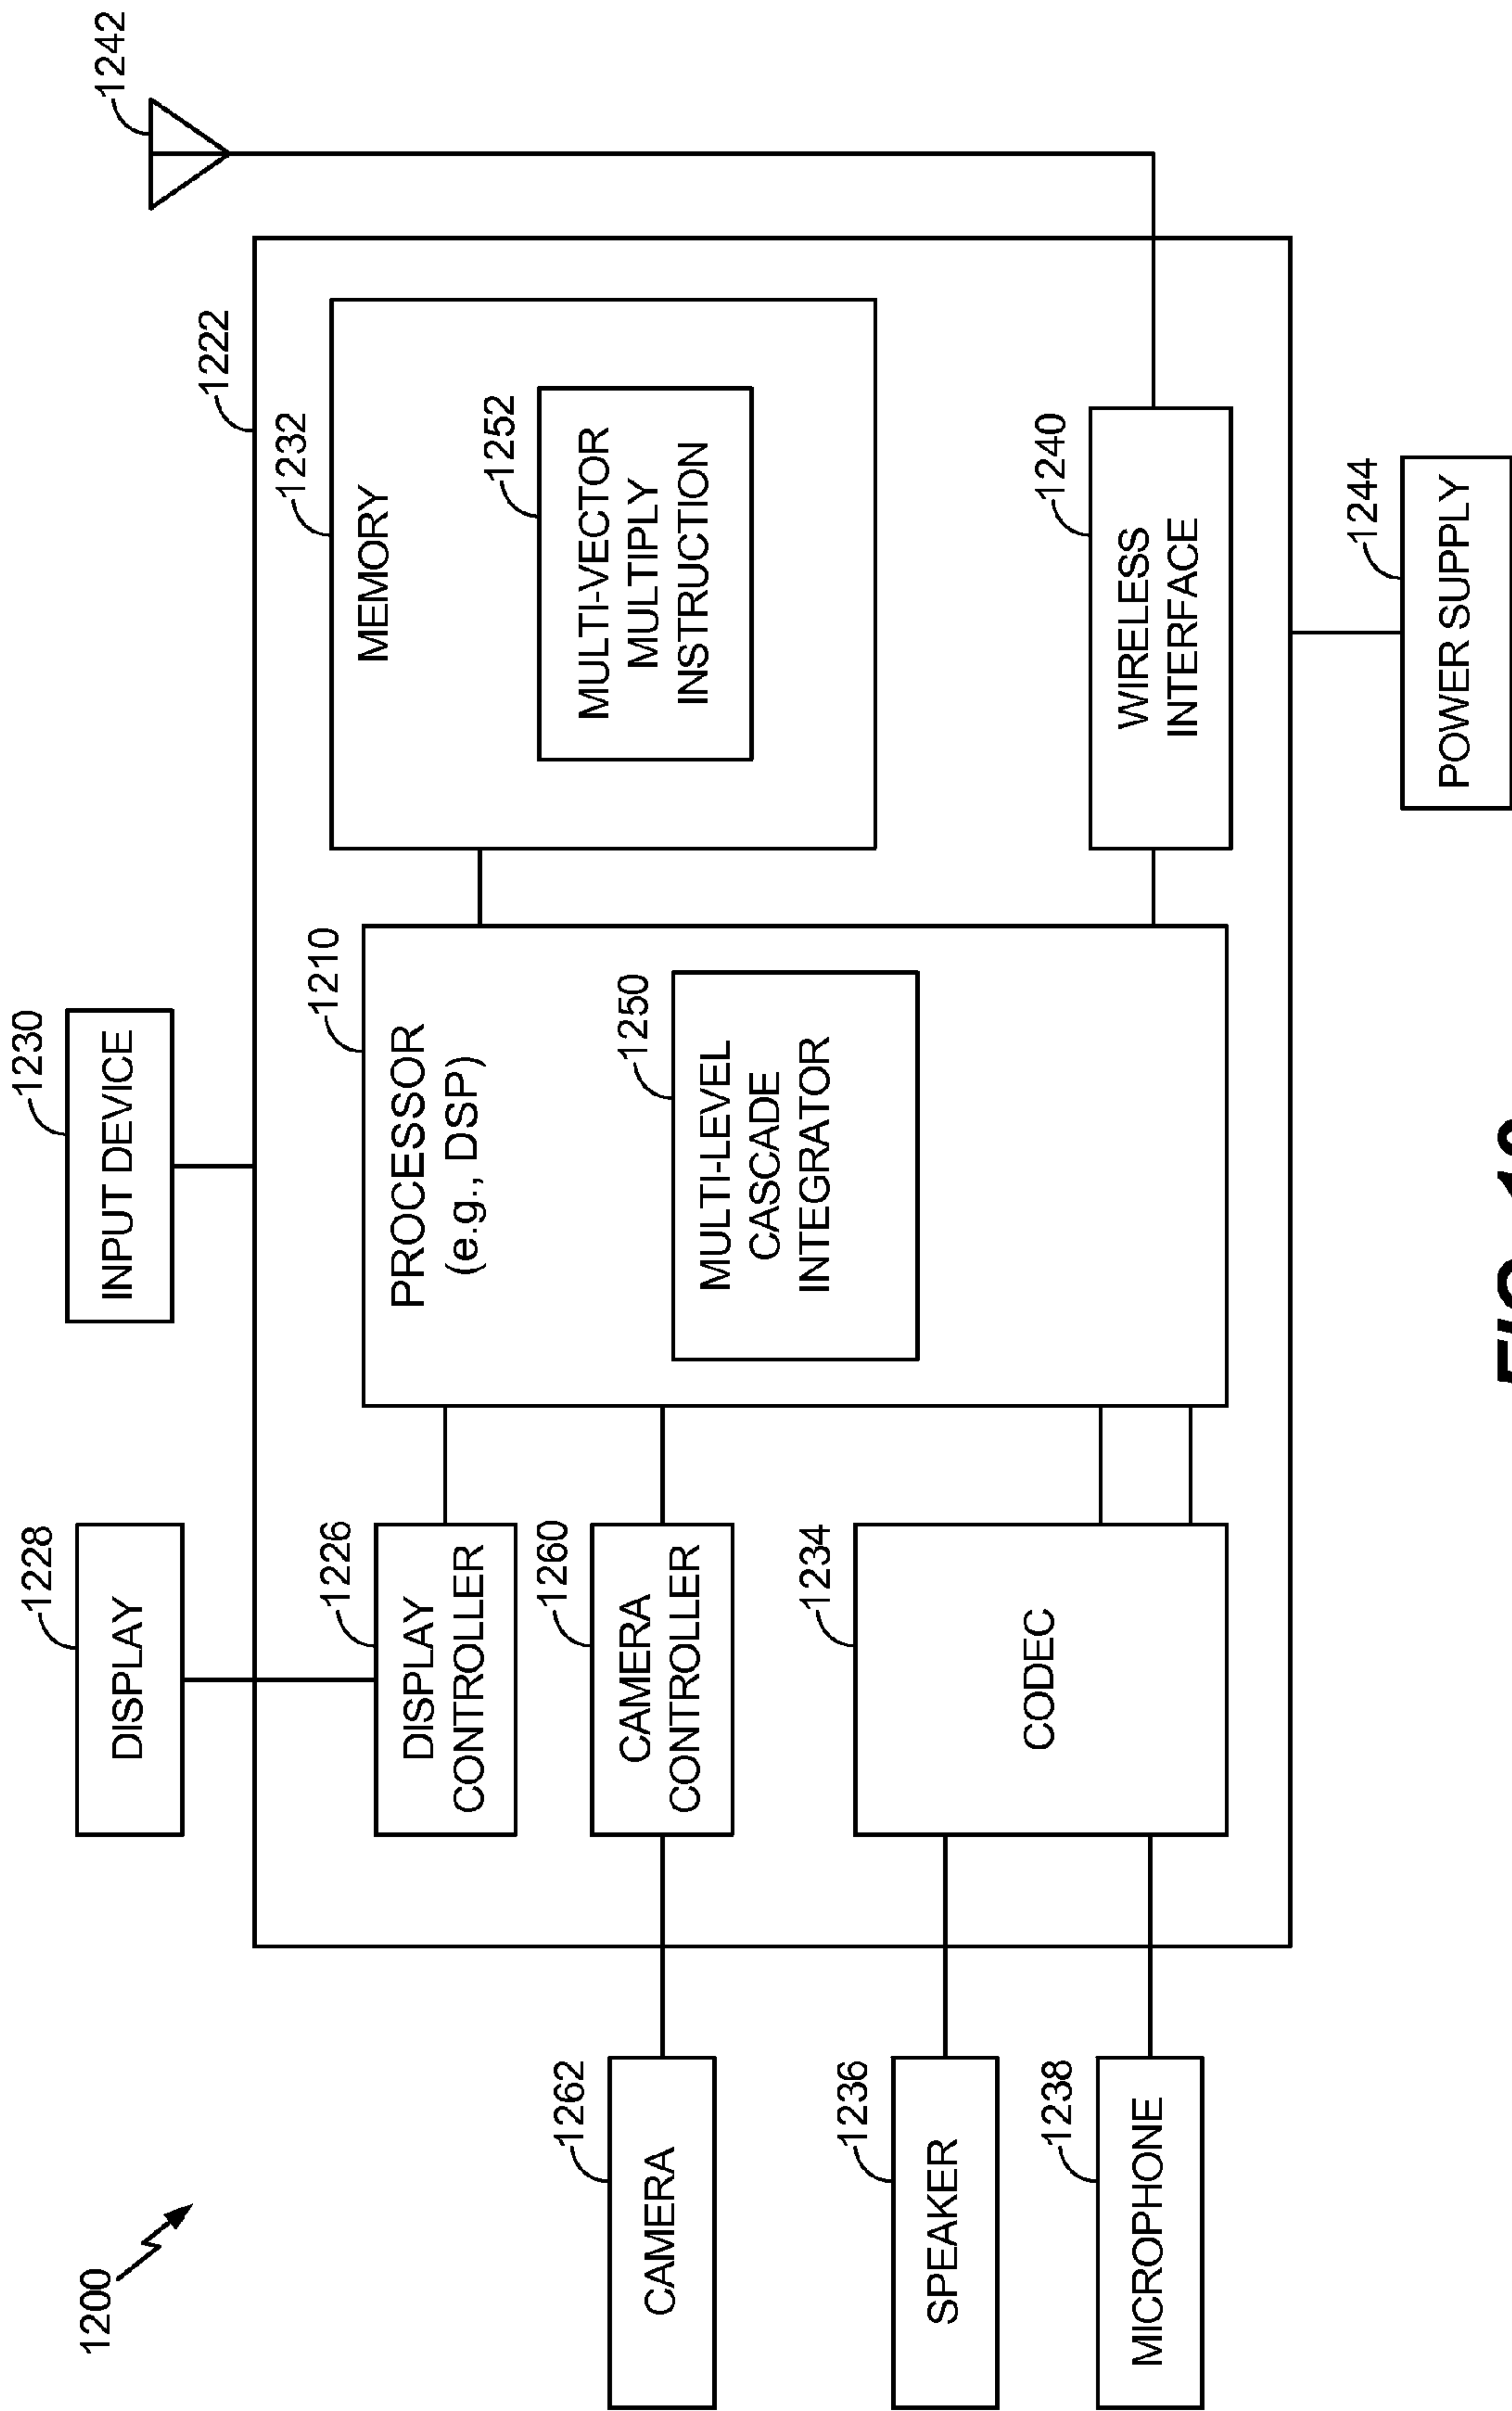 1200
1228
DISPLAY
1230
INPUT DEVICE
1242
1222
1226
DISPLAY
CONTROLLER
1210
PROCESSOR
(e.g., DSP)
1232
MEMORY
1262
CAMERA
1260
CAMERA
CONTROLLER
1250
MULTI-LEVEL
CASCADE
INTEGRATOR
1252
MULTI-VECTOR
MULTIPLY
INSTRUCTION
1236
SPEAKER
1234
CODEC
1238
MICROPHONE
1240
WIRELESS
INTERFACE
1244
POWER SUPPLY
FIG.